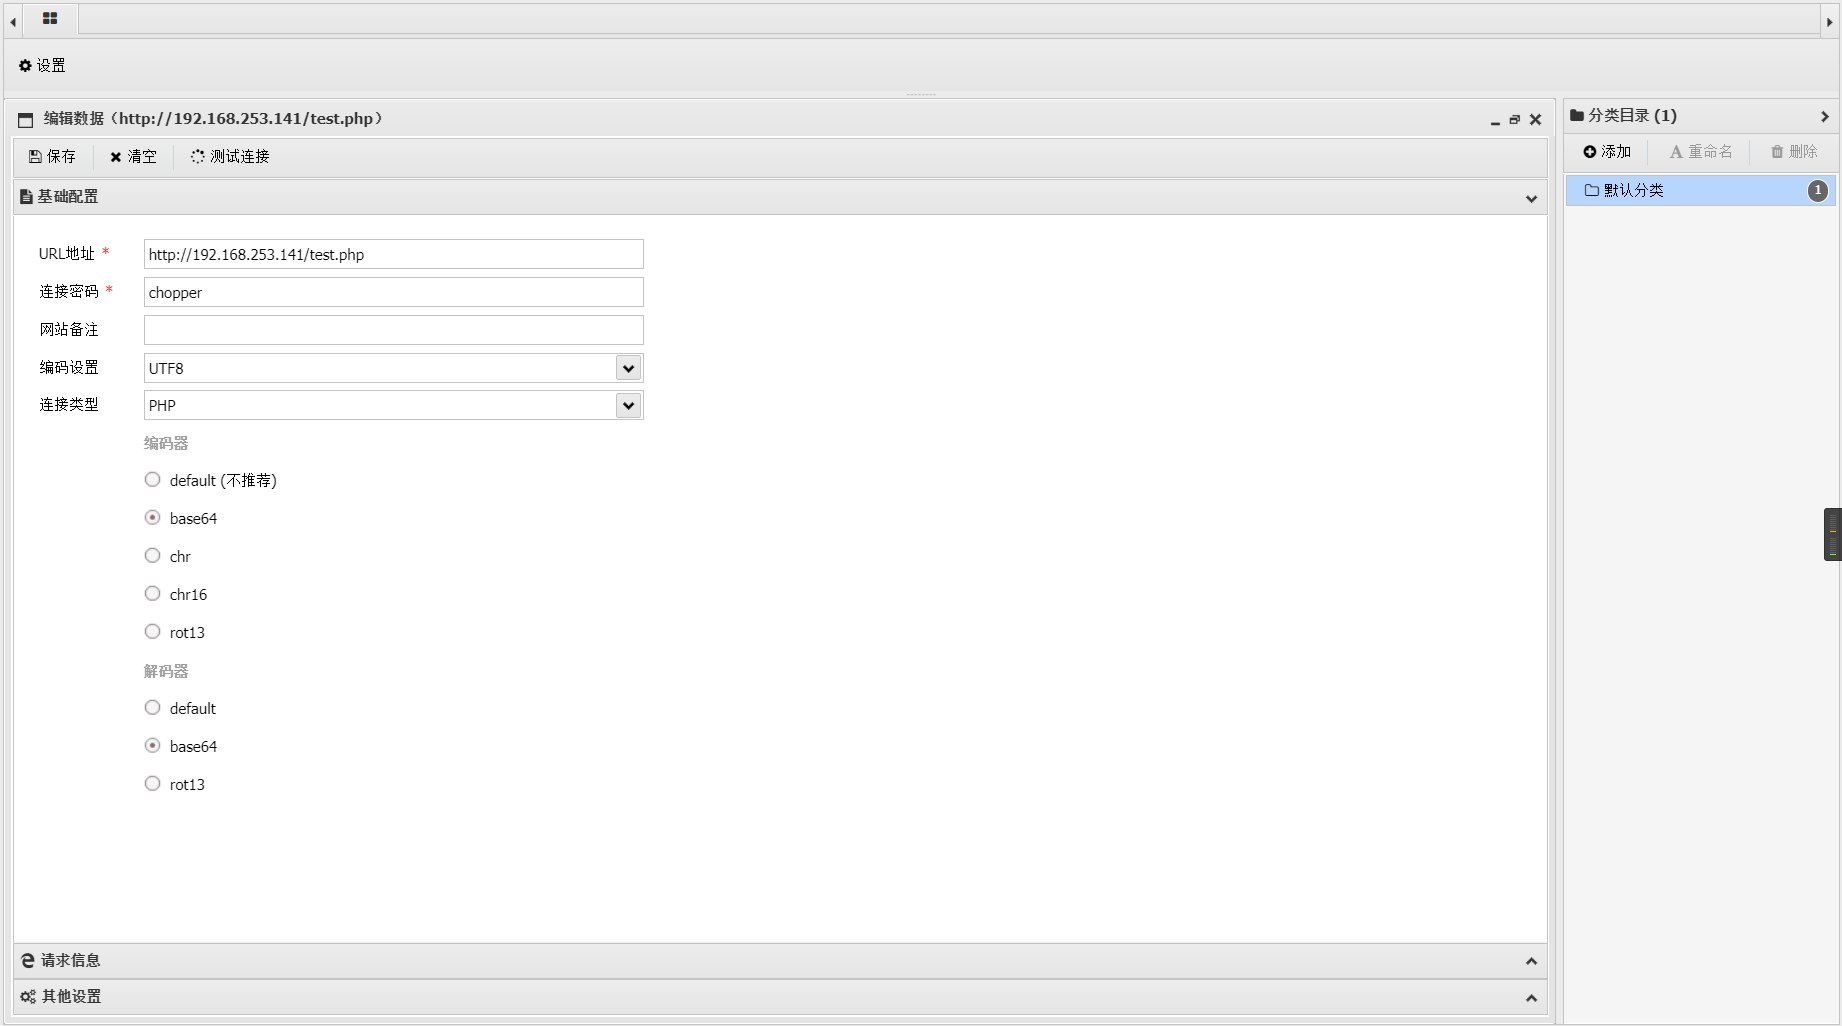 设置
编辑数据（http://192.168.253.141/test.php）
保存 清空 测试连接
基础配置
URL地址 * http://192.168.253.141/test.php
连接密码 * chopper
网站备注
编码设置 UTF8
连接类型 PHP
编码器
default (不推荐)
base64
chr
chr16
rot13
解码器
default
base64
rot13
请求信息
其他设置
分类目录 (1)
添加 重命名 删除
默认分类 1